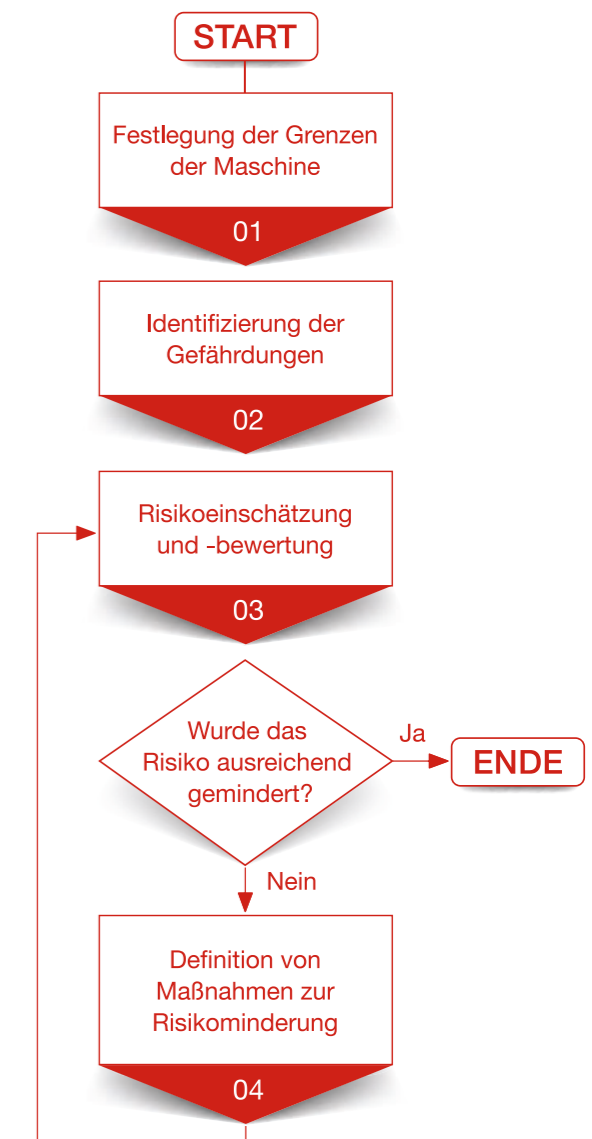 START
Festlegung der Grenzen
der Maschine
01
Identifizierung der
Gefährdungen
02
Risikoeinschätzung
und -bewertung
03
Wurde das
Risiko ausreichend
gemindert?
Ja
ENDE
Nein
Definition von
Maßnahmen zur
Risikominderung
04